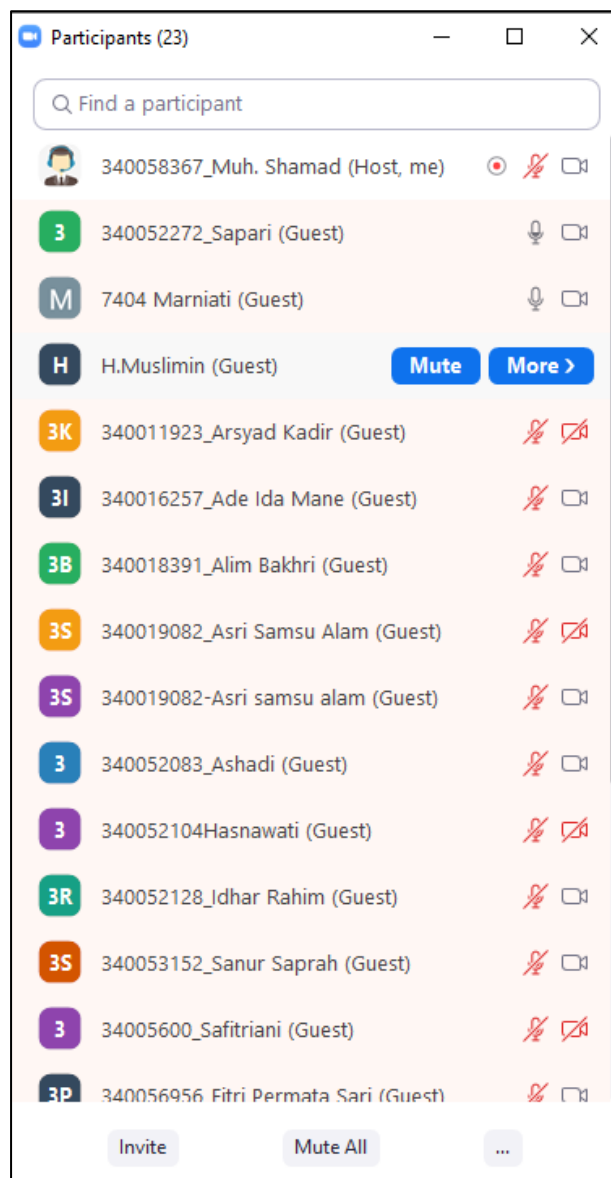 Participants (23)
Find a participant
340058367_Muh. Shamad (Host, me)
3 340052272_Sapari (Guest)
M 7404 Marniati (Guest)
H H.Muslimin (Guest) Mute More >
3K 340011923_Arsyad Kadir (Guest)
3I 340016257_Ade Ida Mane (Guest)
3B 340018391_Alim Bakhri (Guest)
3S 340019082_Asri Samsu Alam (Guest)
3S 340019082-Asri samsu alam (Guest)
3 340052083_Ashadi (Guest)
3 340052104Hasnawati (Guest)
3R 340052128_Idhar Rahim (Guest)
3S 340053152_Sanur Saprah (Guest)
3 34005600_Safitriani (Guest)
3P 340056956_Fitri Permata Sari (Guest)
Invite Mute All ...